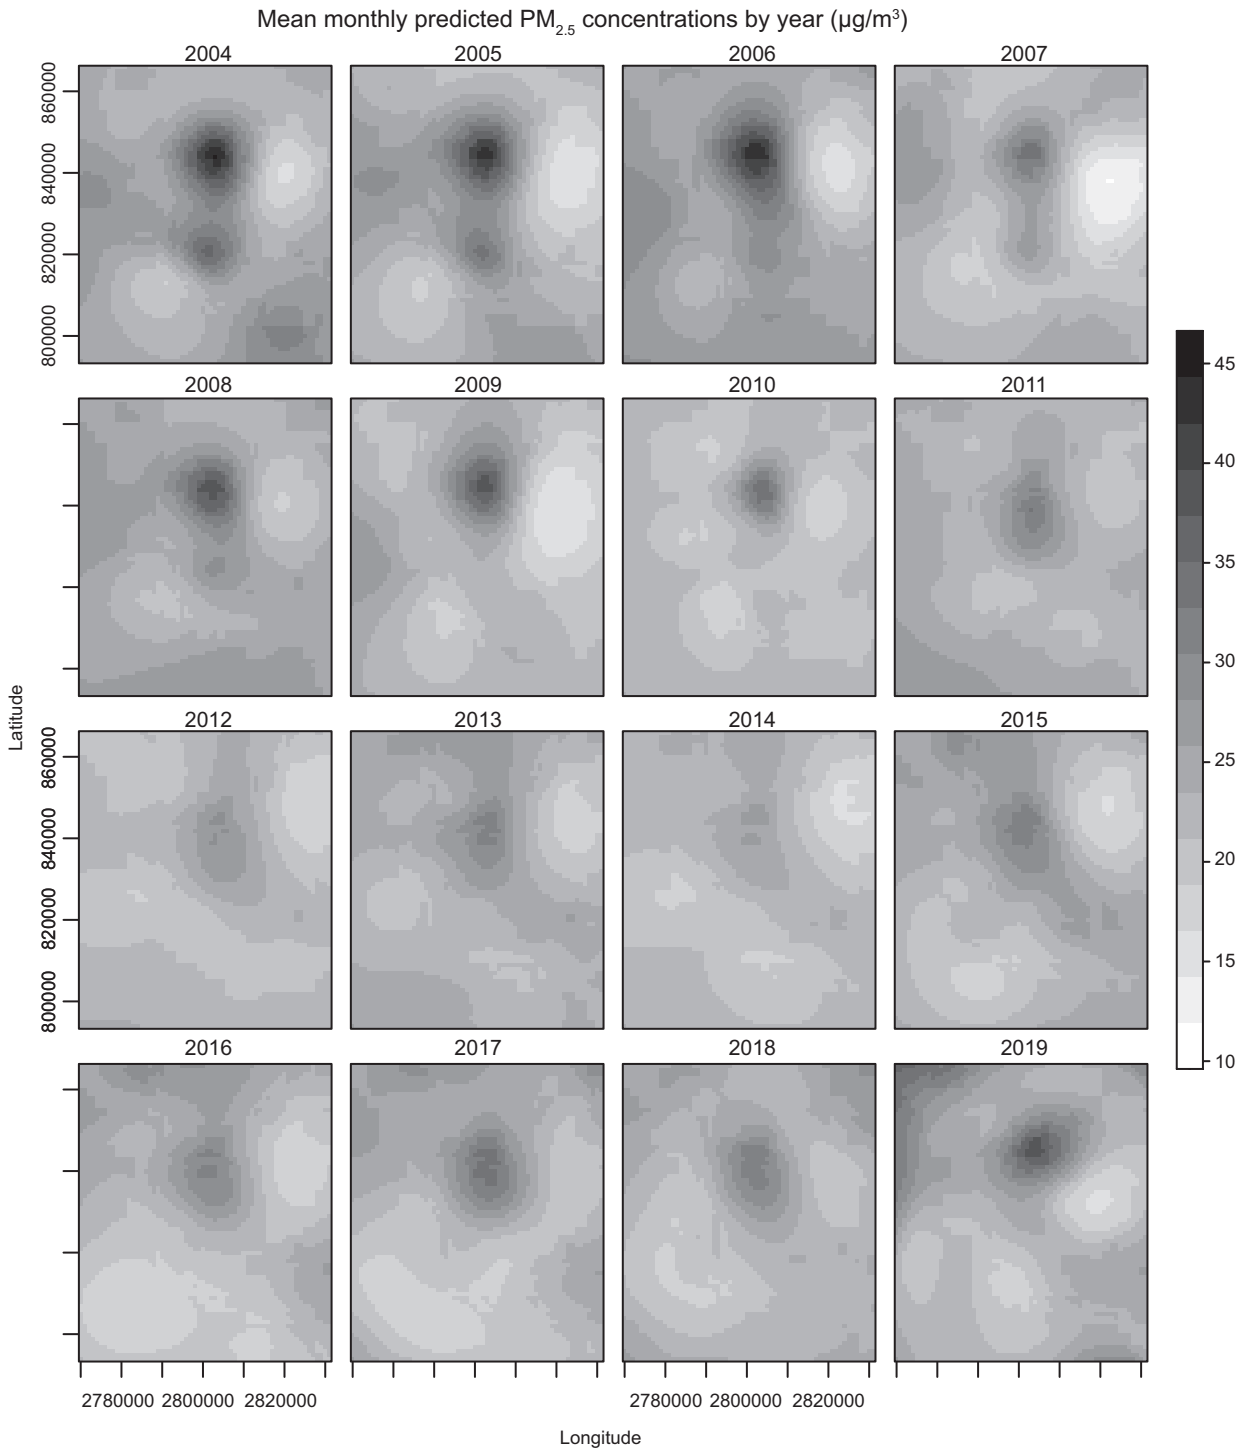 Mean monthly predicted PM2.5 concentrations by year (µg/m³)
2004 2005 2006 2007
860000
840000
820000
800000
2008 2009 2010 2011
45
40
35
30
25
20
15
10
Latitude
2012 2013 2014 2015
860000
840000
820000
800000
2016 2017 2018 2019
2780000 2800000 2820000 2780000 2800000 2820000
Longitude